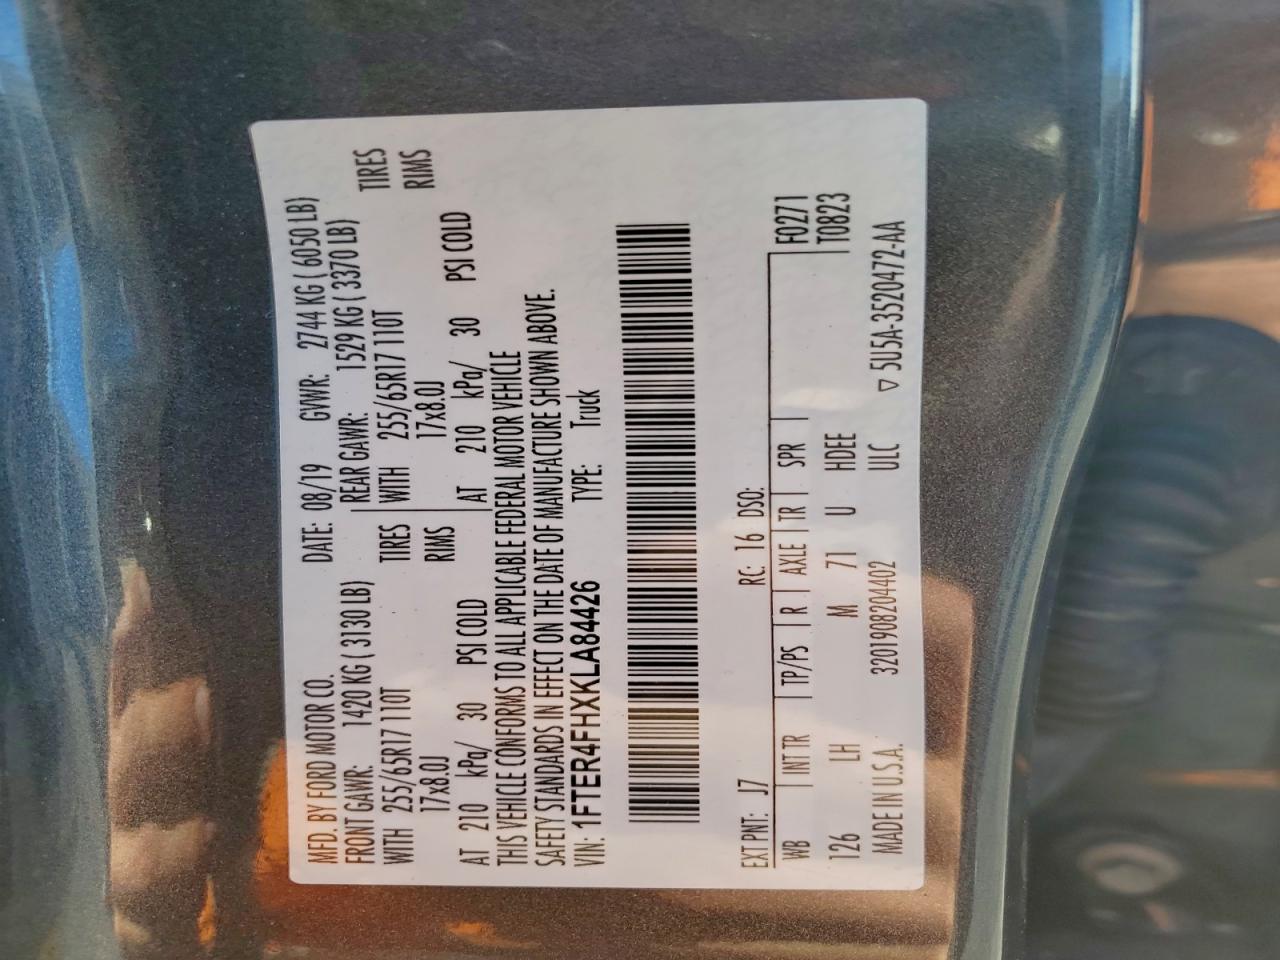 MFD. BY FORD MOTOR CO. DATE: 08/19 GVWR: 2744 KG ( 6050 LB)
FRONT GAWR: 1420 KG ( 3130 LB) REAR GAWR: 1529 KG ( 3370 LB)
WITH 255/65R17 110T TIRES WITH 255/65R17 110T TIRES
17x8.0J RIMS 17x8.0J RIMS
AT 210 kPa/ 30 PSI COLD AT 210 kPa/ 30 PSI COLD
THIS VEHICLE CONFORMS TO ALL APPLICABLE FEDERAL MOTOR VEHICLE
SAFETY STANDARDS IN EFFECT ON THE DATE OF MANUFACTURE SHOWN ABOVE.
VIN: 1FTER4FHXKLA84426 TYPE: Truck
EXT PNT: J7 RC: 16 DSO: F0271
WB INT TR TP/PS R AXLE TR SPR T0823
126 LH M 71 U HDEE
MADE IN U.S.A. 3201908204402 ULC ▽ 5U5A-3520472-AA